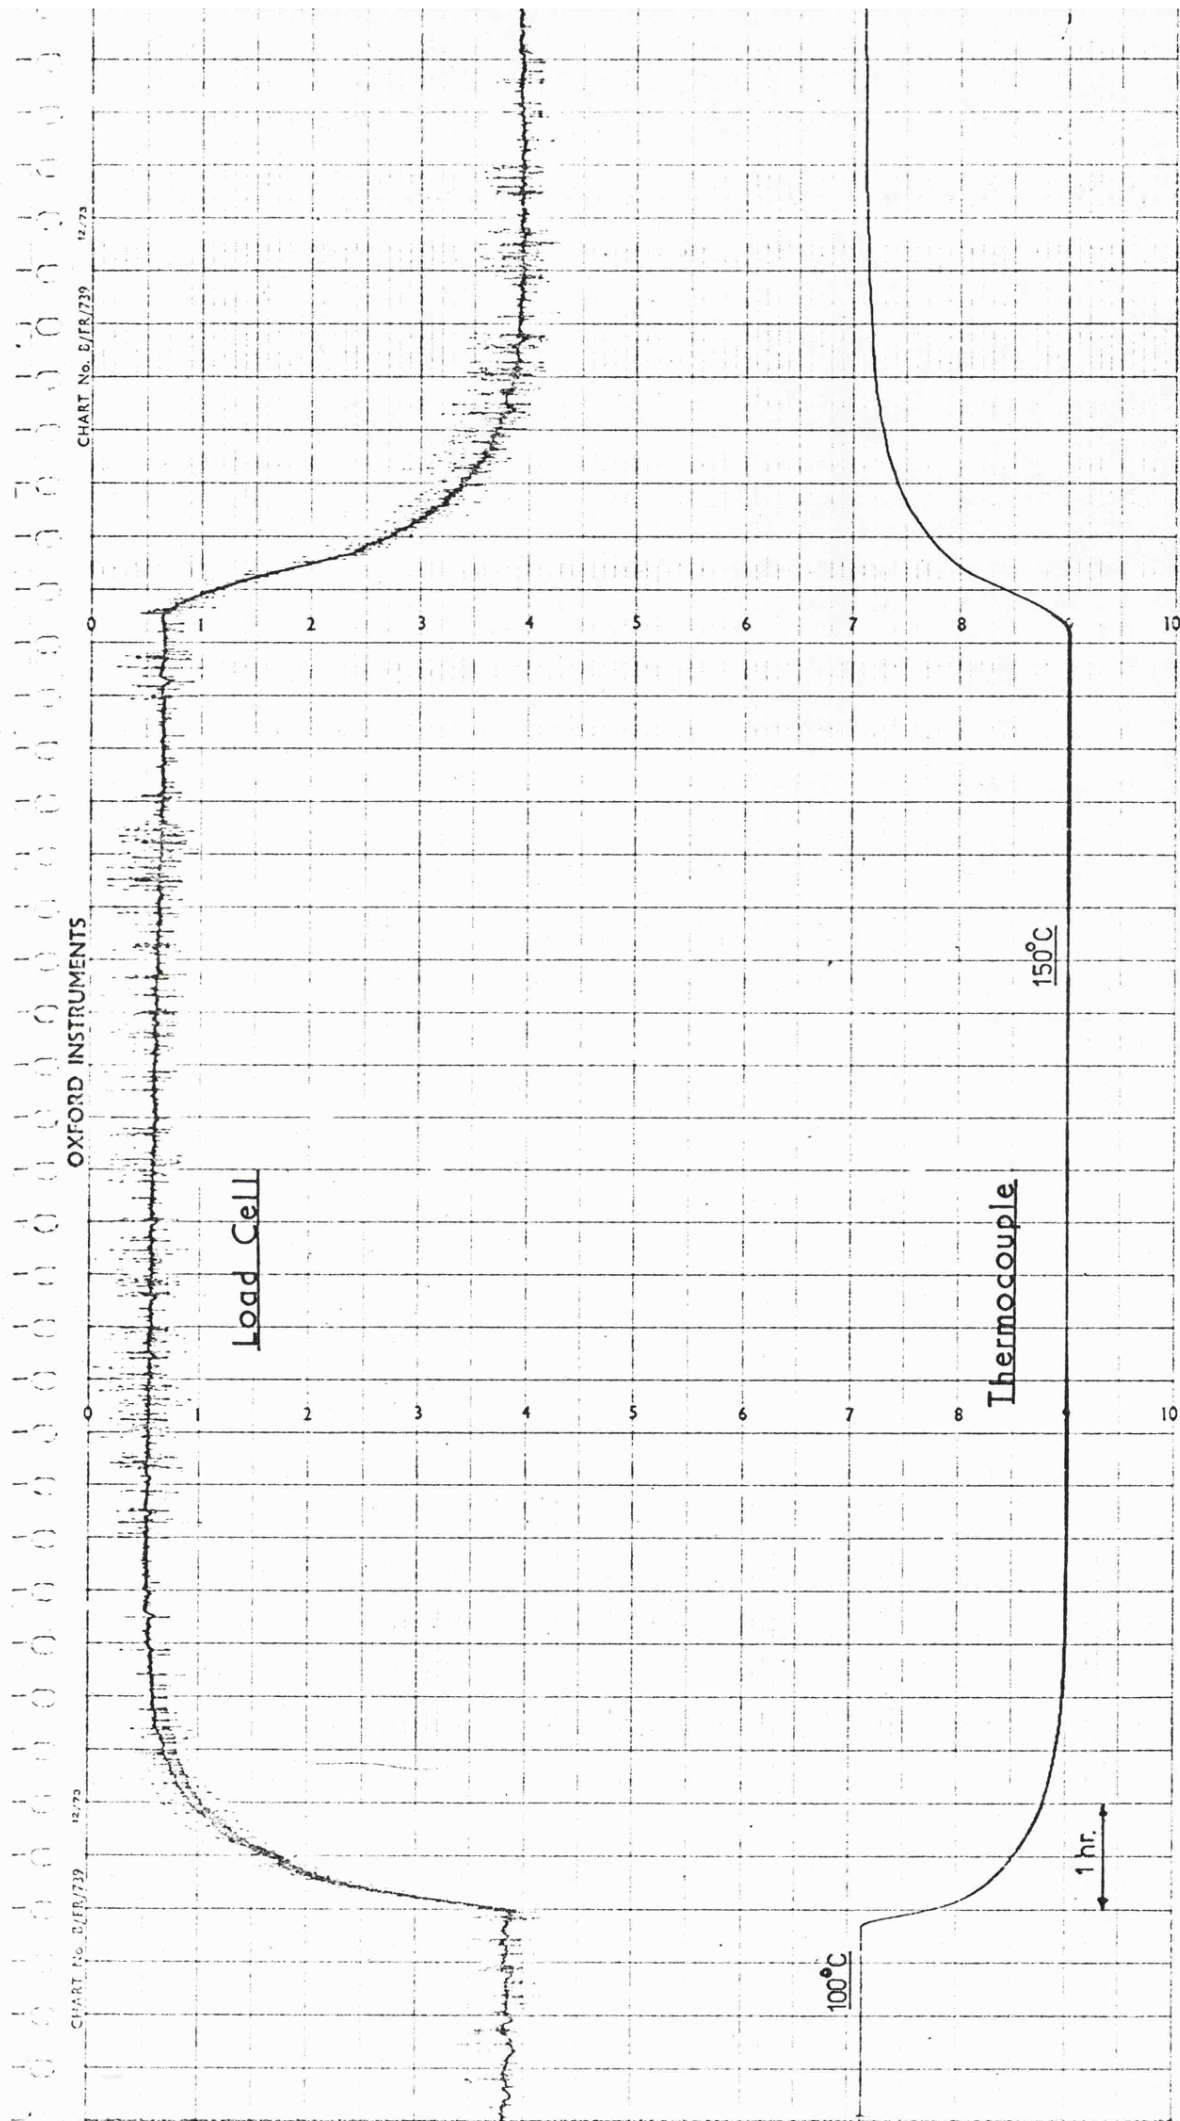 CHART No. B/FR/739 12/73
0 1 2 3 4 5 6 7 8 9 10
OXFORD INSTRUMENTS
150°C
Load Cell
Thermocouple
0 1 2 3 4 5 6 7 8 9 10
CHART No. B/FR/739 12/73
1 hr.
100°C